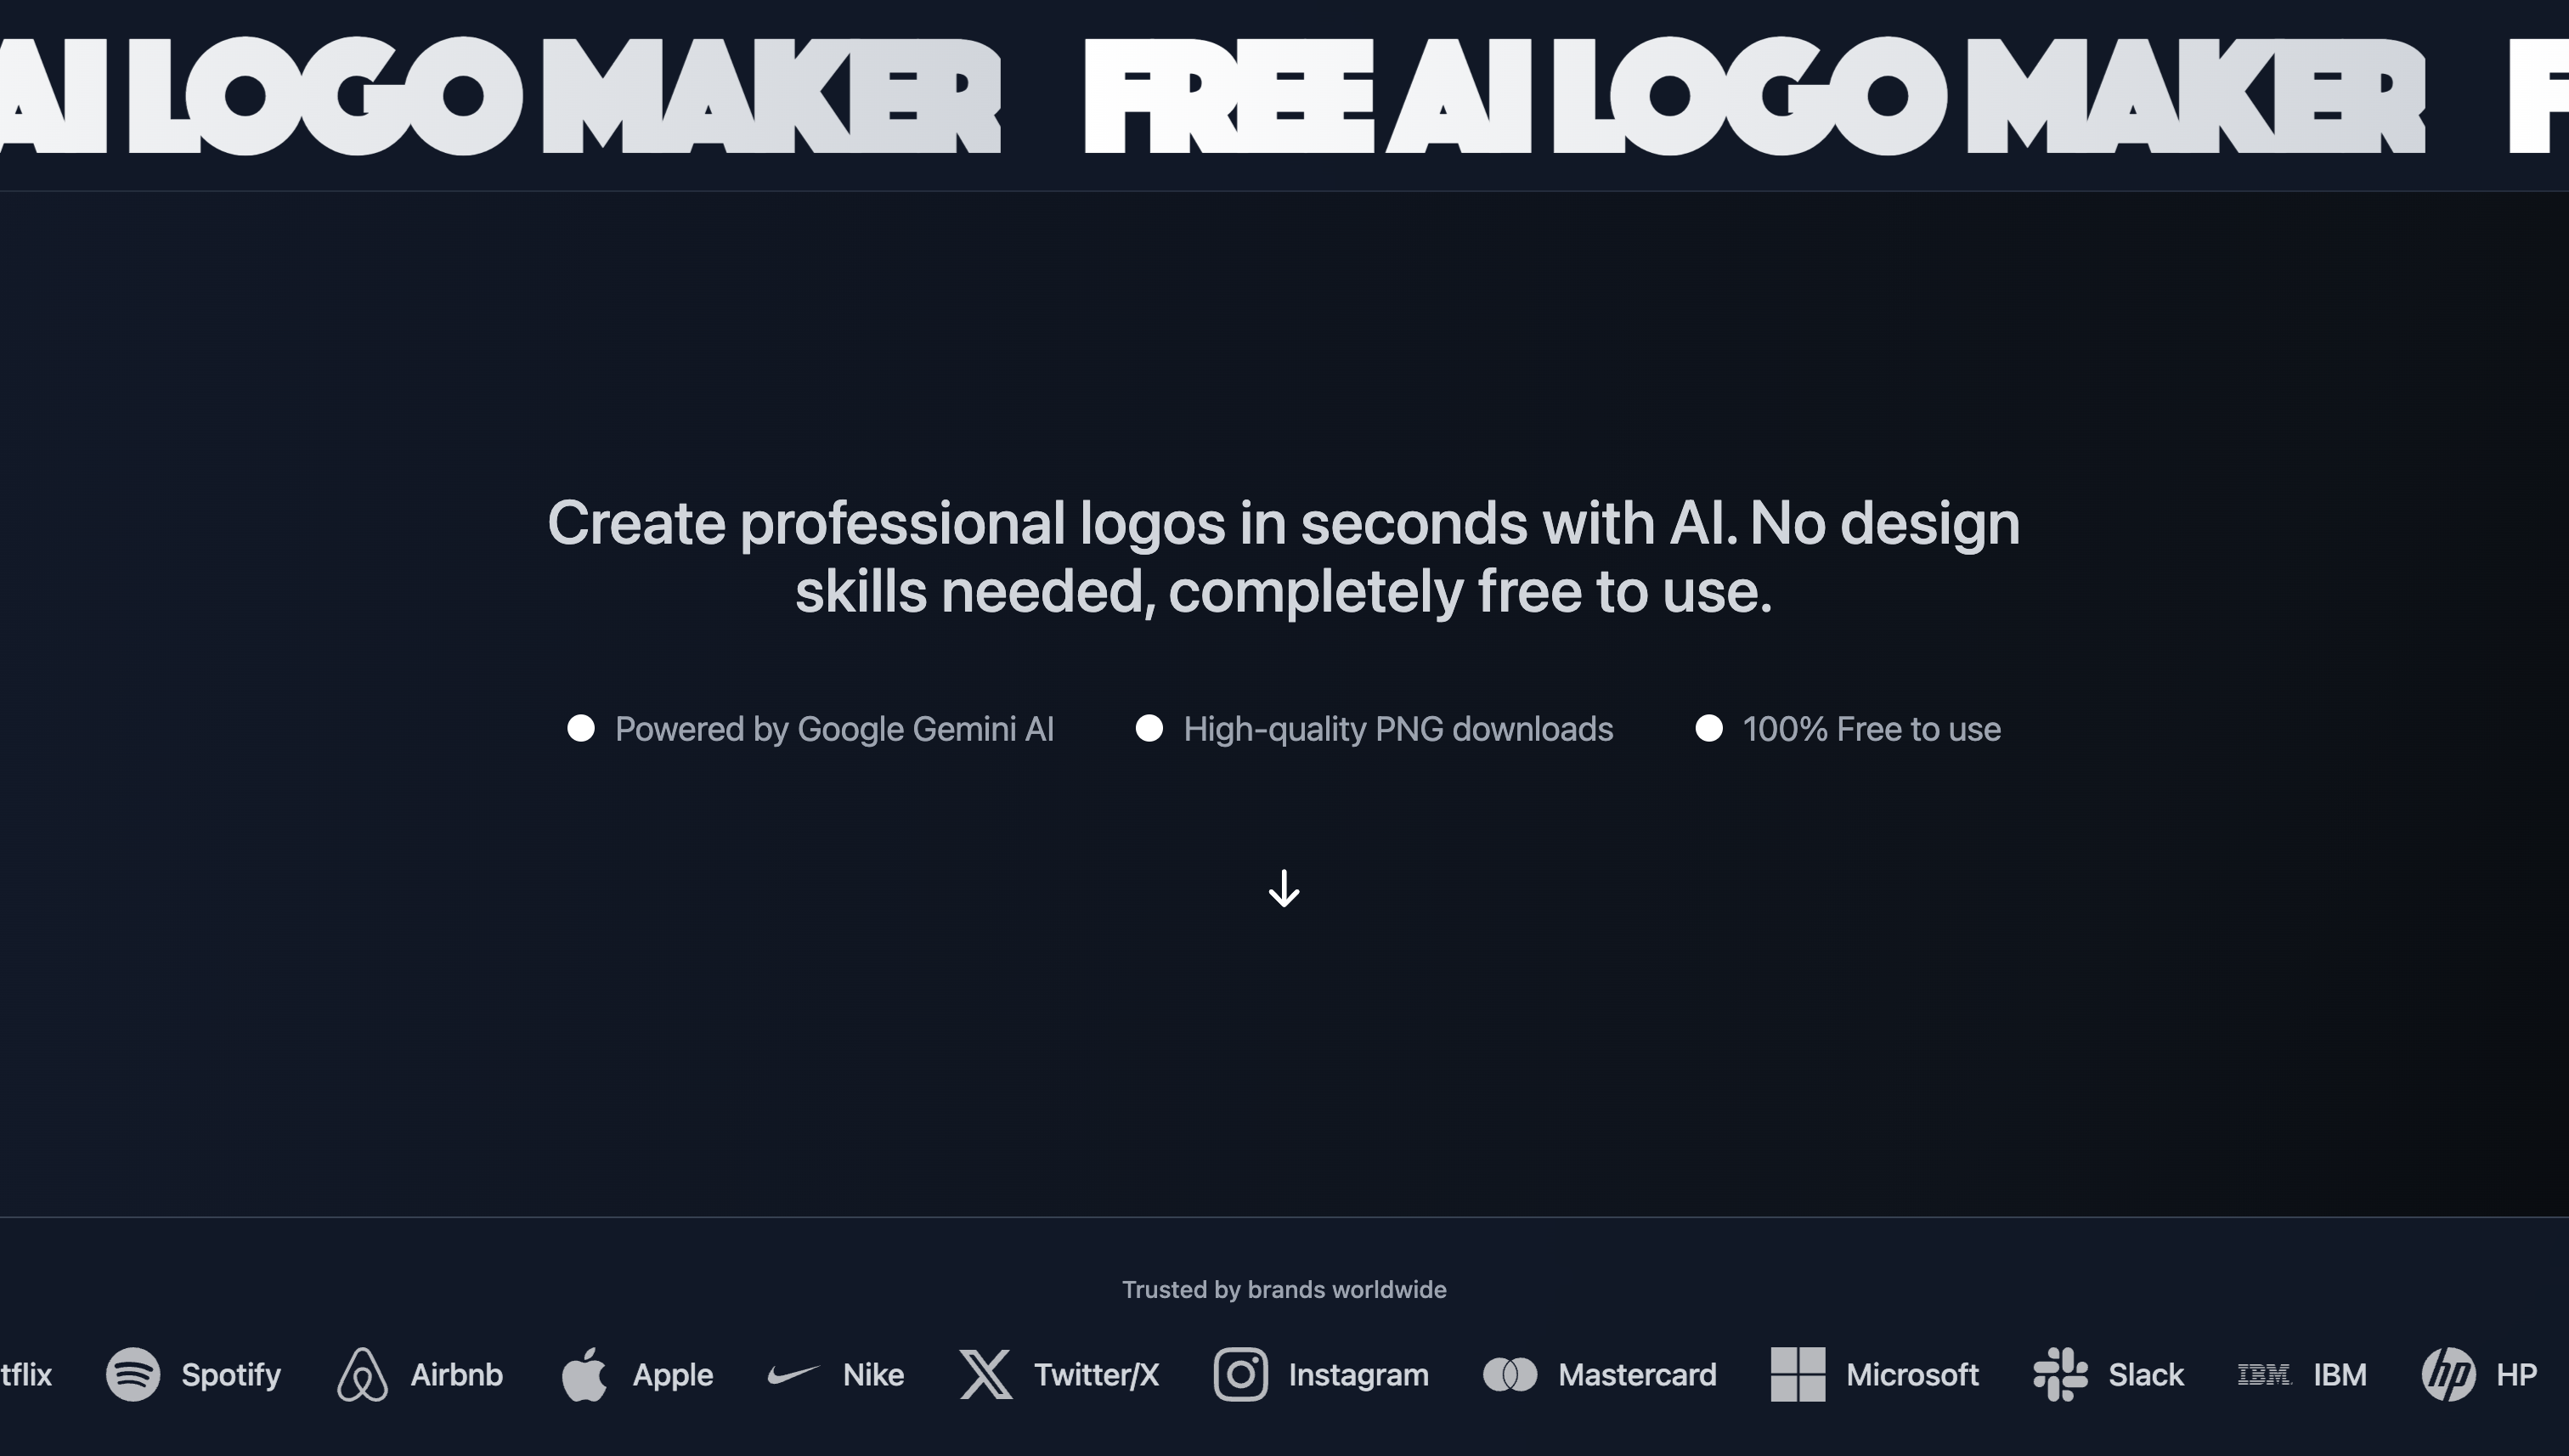 AI LOGO MAKER FREE AI LOGO MAKER F
Create professional logos in seconds with AI. No design
skills needed, completely free to use.
Powered by Google Gemini AI High-quality PNG downloads 100% Free to use
Trusted by brands worldwide
tflix Spotify Airbnb Apple Nike Twitter/X Instagram Mastercard Microsoft Slack IBM IBM hp HP